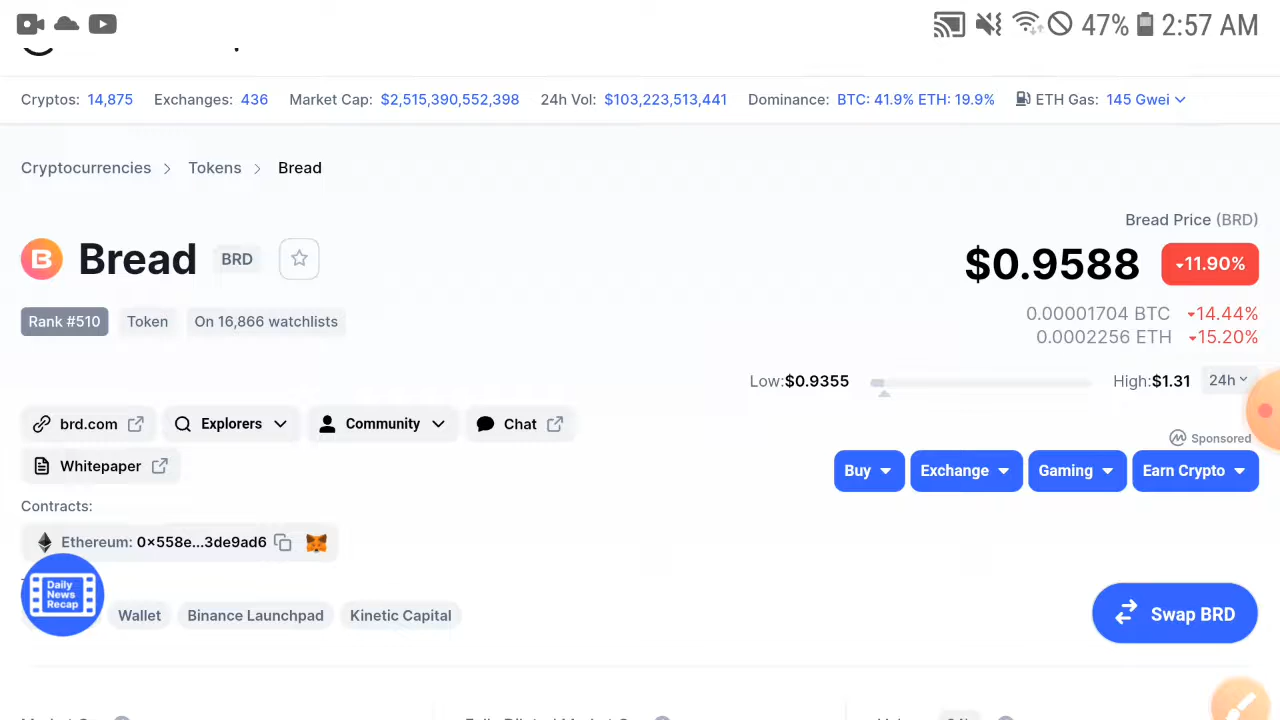 47% 2:57 AM
Cryptos: 14,875 Exchanges: 436 Market Cap: $2,515,390,552,398 24h Vol: $103,223,513,441 Dominance: BTC: 41.9% ETH: 19.9% ETH Gas: 145 Gwei
Cryptocurrencies > Tokens > Bread
Bread Price (BRD)
B Bread BRD
$0.9588 -11.90%
Rank #510 Token On 16,866 watchlists
0.00001704 BTC -14.44%
0.0002256 ETH -15.20%
Low:$0.9355 High:$1.31 24h
brd.com Explorers Community Chat
Sponsored
Whitepaper
Buy Exchange Gaming Earn Crypto
Contracts:
Ethereum: 0x558e...3de9ad6
Daily
News
Recap
Wallet Binance Launchpad Kinetic Capital
Swap BRD